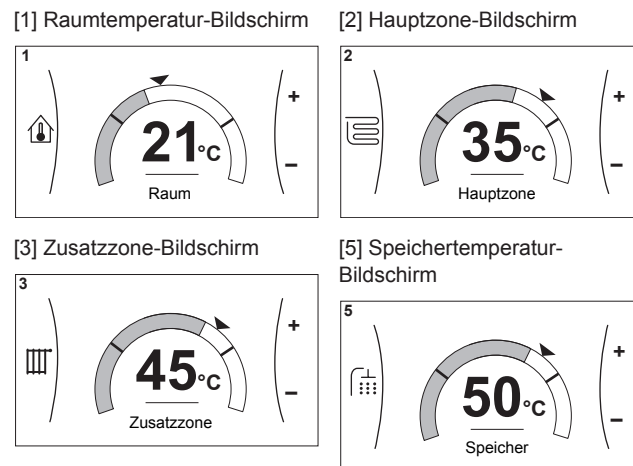 [1] Raumtemperatur-Bildschirm
1
+
21°C
–
Raum
[2] Hauptzone-Bildschirm
2
+
35°C
–
Hauptzone
[3] Zusatzzone-Bildschirm
3
+
45°C
–
Zusatzzone
[5] Speichertemperatur-
Bildschirm
5
+
50°C
–
Speicher